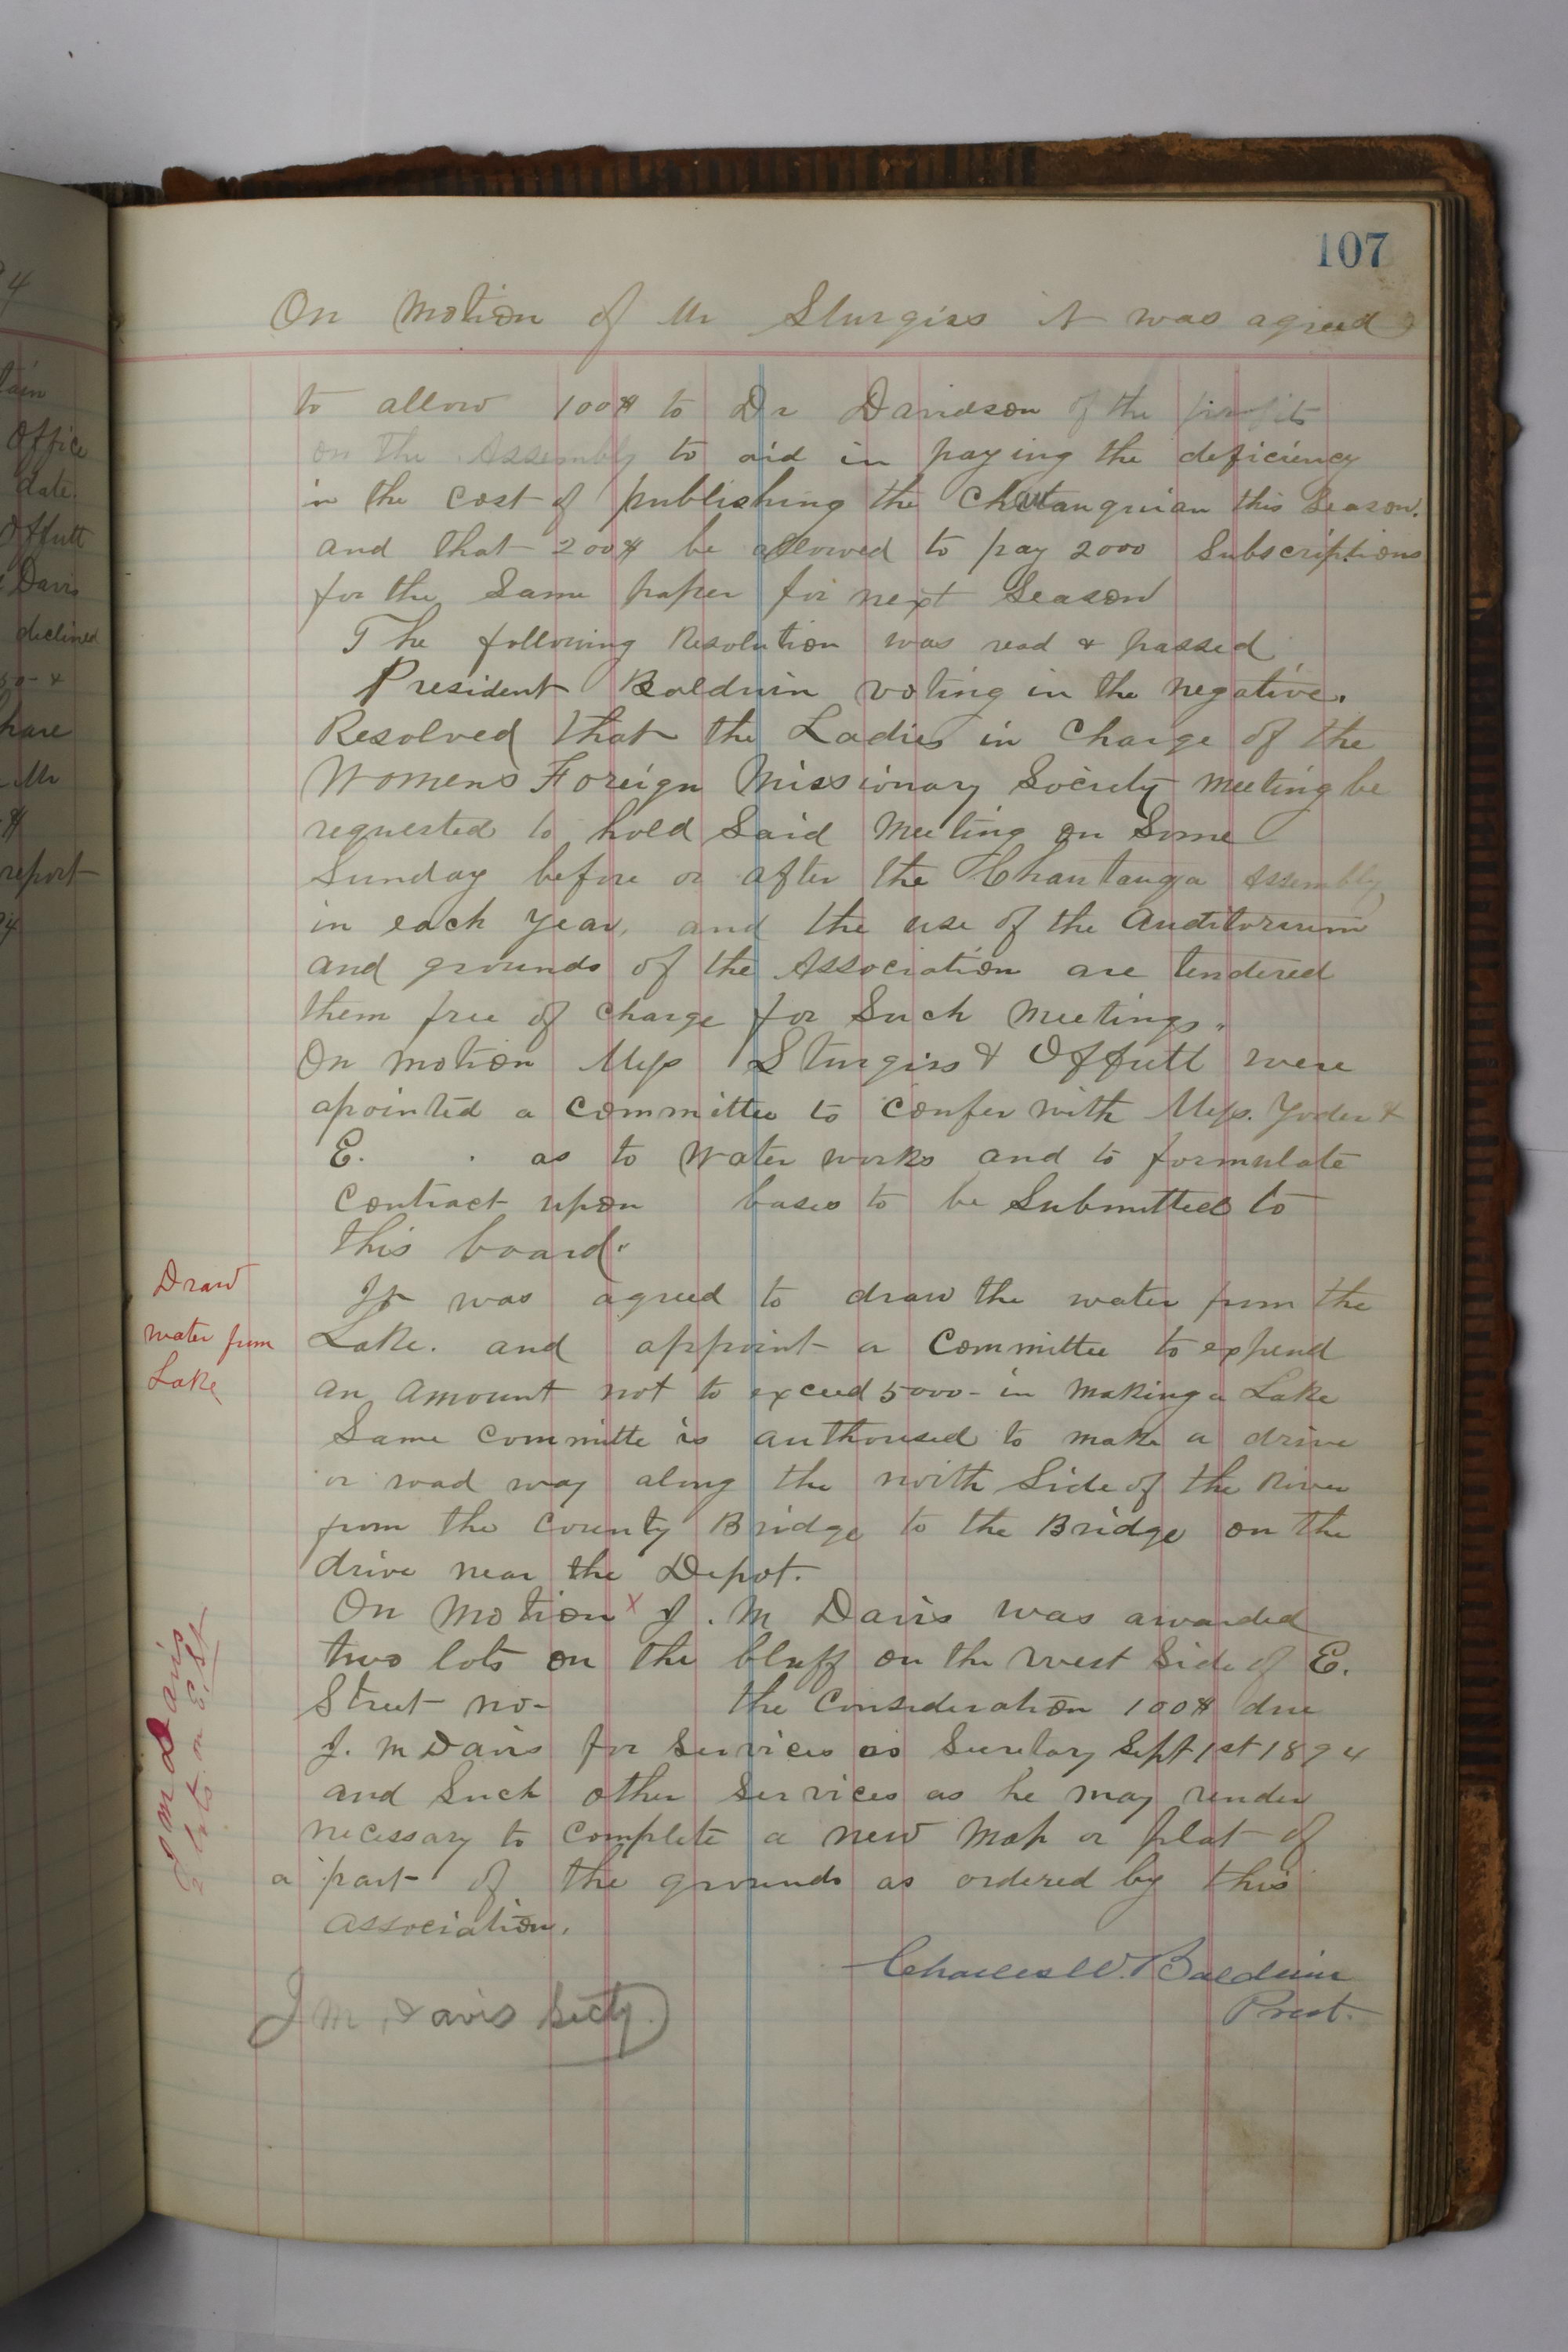 107
On Motion of Mr Sturgiss it was agreed
to allow 100$ to Dr Davidson of the profits
on the Assembly to aid in paying the deficiency
in the cost of publishing the Chautauquian this Season.
and that 200$ be allowed to pay 2000 Subscriptions
for the Same paper for next Season
The following Resolution was read & passed
President Baldwin voting in the negative.
Resolved that the Ladies in Charge of the
Womens Foreign Missionary Society meeting be
requested to hold Said Meeting on Some
Sunday before or after the Chautauqa Assembly
in each Year, and the use of the Auditorium
and grounds of the Association are tendered
them free of Charge for Such Meetings.
On motion Mess Sturgiss & Offutt were
apointed a Committee to Confer with Mess. Yoder &
E. . as to Water works and to formulate
Contract upon bases to be Submitted to
this board.
It was agreed to draw the water from the
Lake. and appoint a Committee to expend
an Amount not to exceed 5000- in Making a Lake
Same Committe is authorised to make a drive
or road way along the north Side of the River
from the County Bridge to the Bridge on the
drive near the Depot.
On Motion x J. M Davis was awarded
two lots on the bluff on the West Side of E.
Street no- the Consideration 100$ due
J. M Davis for Services as Secretary Sept 1st 1894
and Such other Services as he may render
necessary to Complete a new Map or plat of
a part of the grounds as ordered by this
Association.
Charles W. Baldwin
Prest.
J M, Davis Secty.
Draw
water from
Lake
J M Davis
2 lots on E. St
4
tain
Office
date.
Offutt
Davis
declined
50- &
hare
Mr
$
report